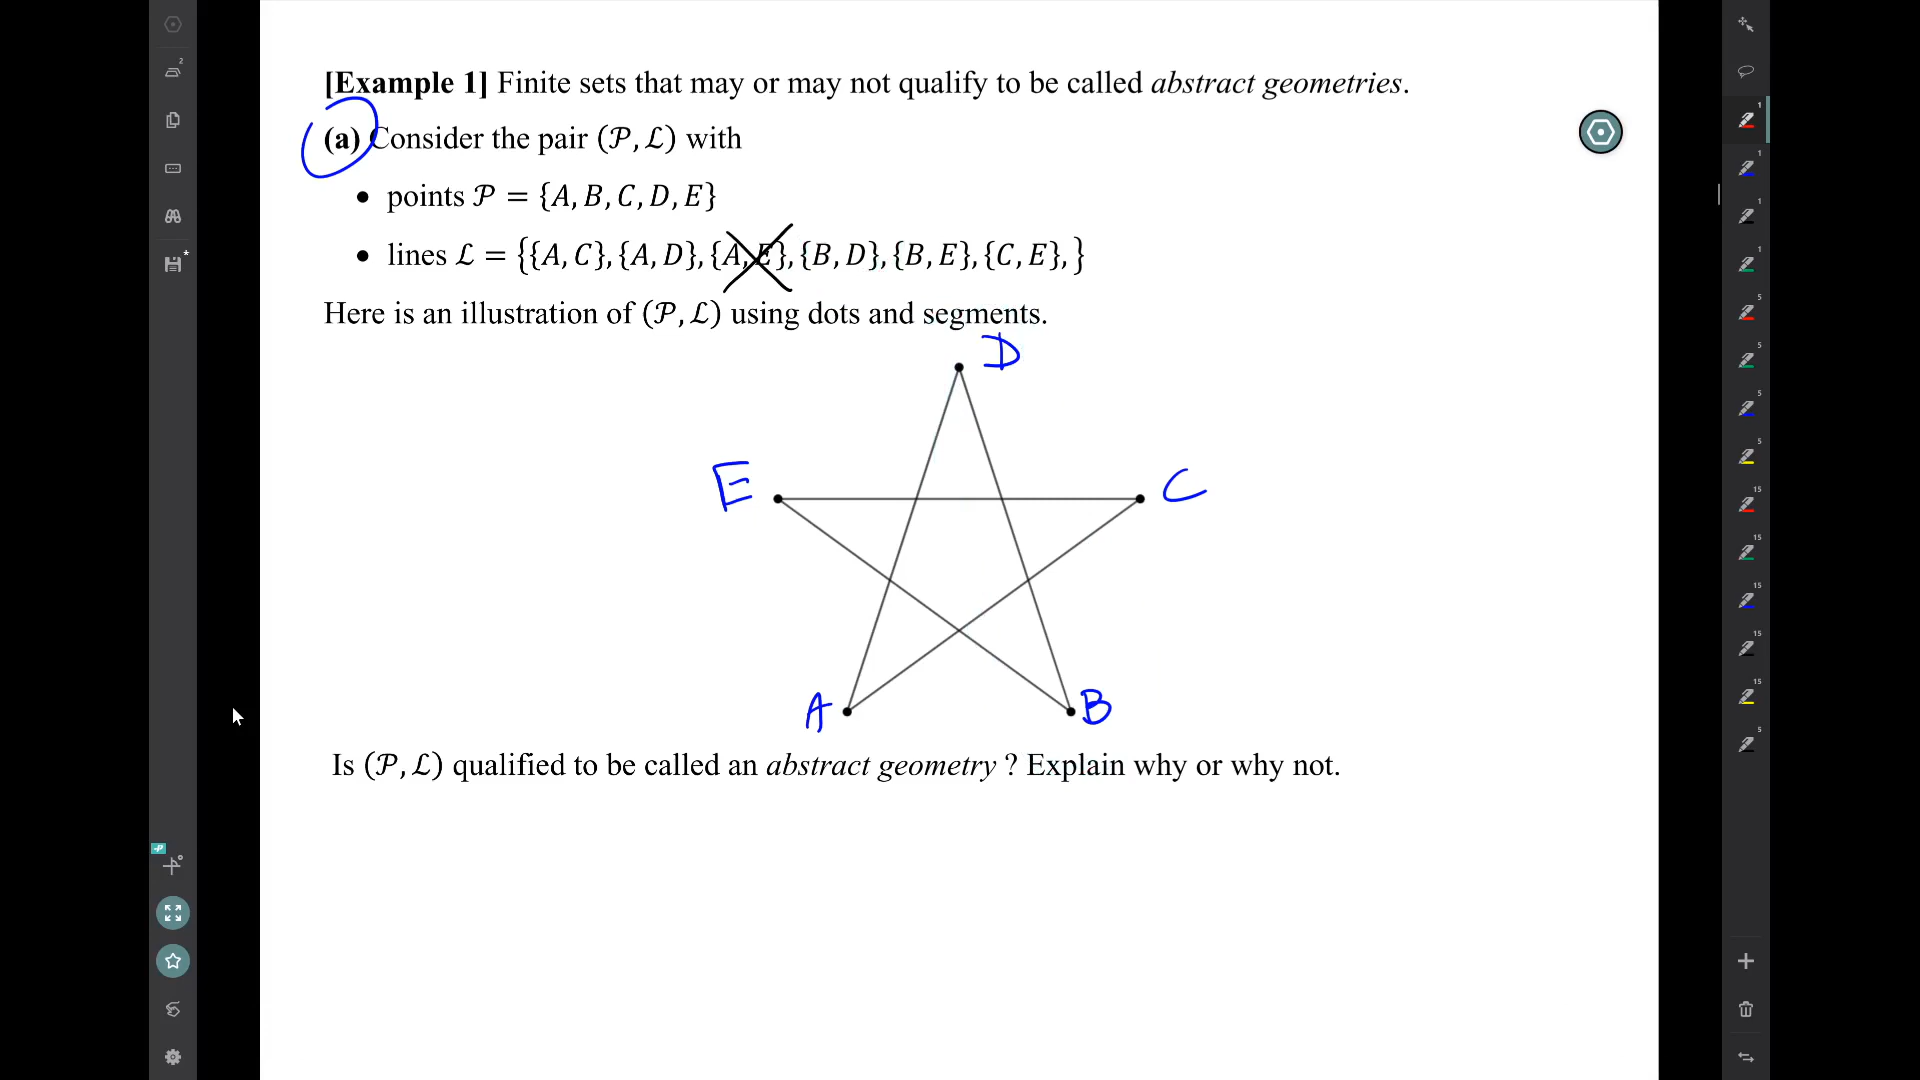 [Example 1] Finite sets that may or may not qualify to be called abstract geometries.
(a) Consider the pair (𝒫, ℒ) with
• points 𝒫 = {A, B, C, D, E}
• lines ℒ = {{A, C}, {A, D}, {A, E}, {B, D}, {B, E}, {C, E}, }
Here is an illustration of (𝒫, ℒ) using dots and segments.
D
E
C
A
B
Is (𝒫, ℒ) qualified to be called an abstract geometry ? Explain why or why not.